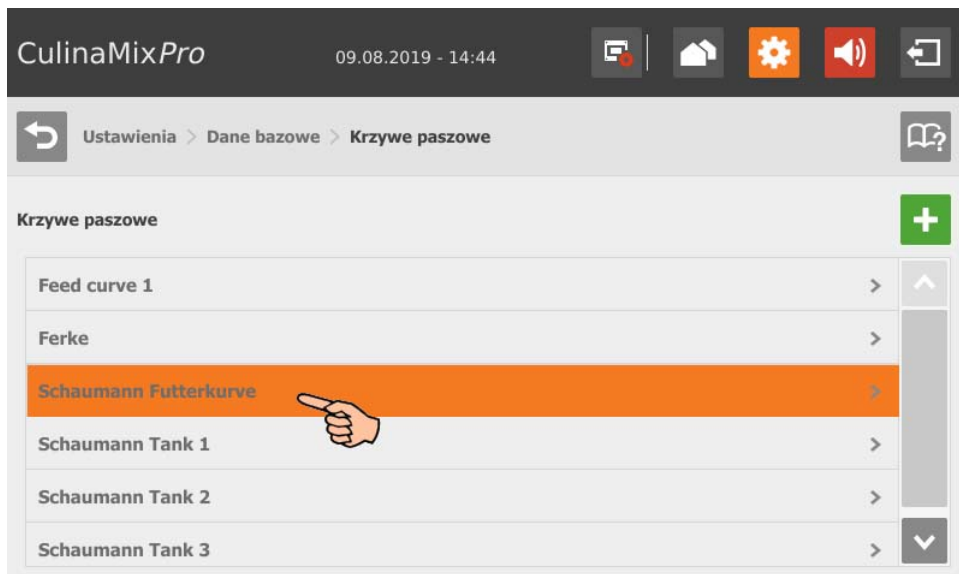 CulinaMixPro 09.08.2019 - 14:44
Ustawienia > Dane bazowe > Krzywe paszowe
Krzywe paszowe
Feed curve 1
Ferke
Schaumann Futterkurve
Schaumann Tank 1
Schaumann Tank 2
Schaumann Tank 3